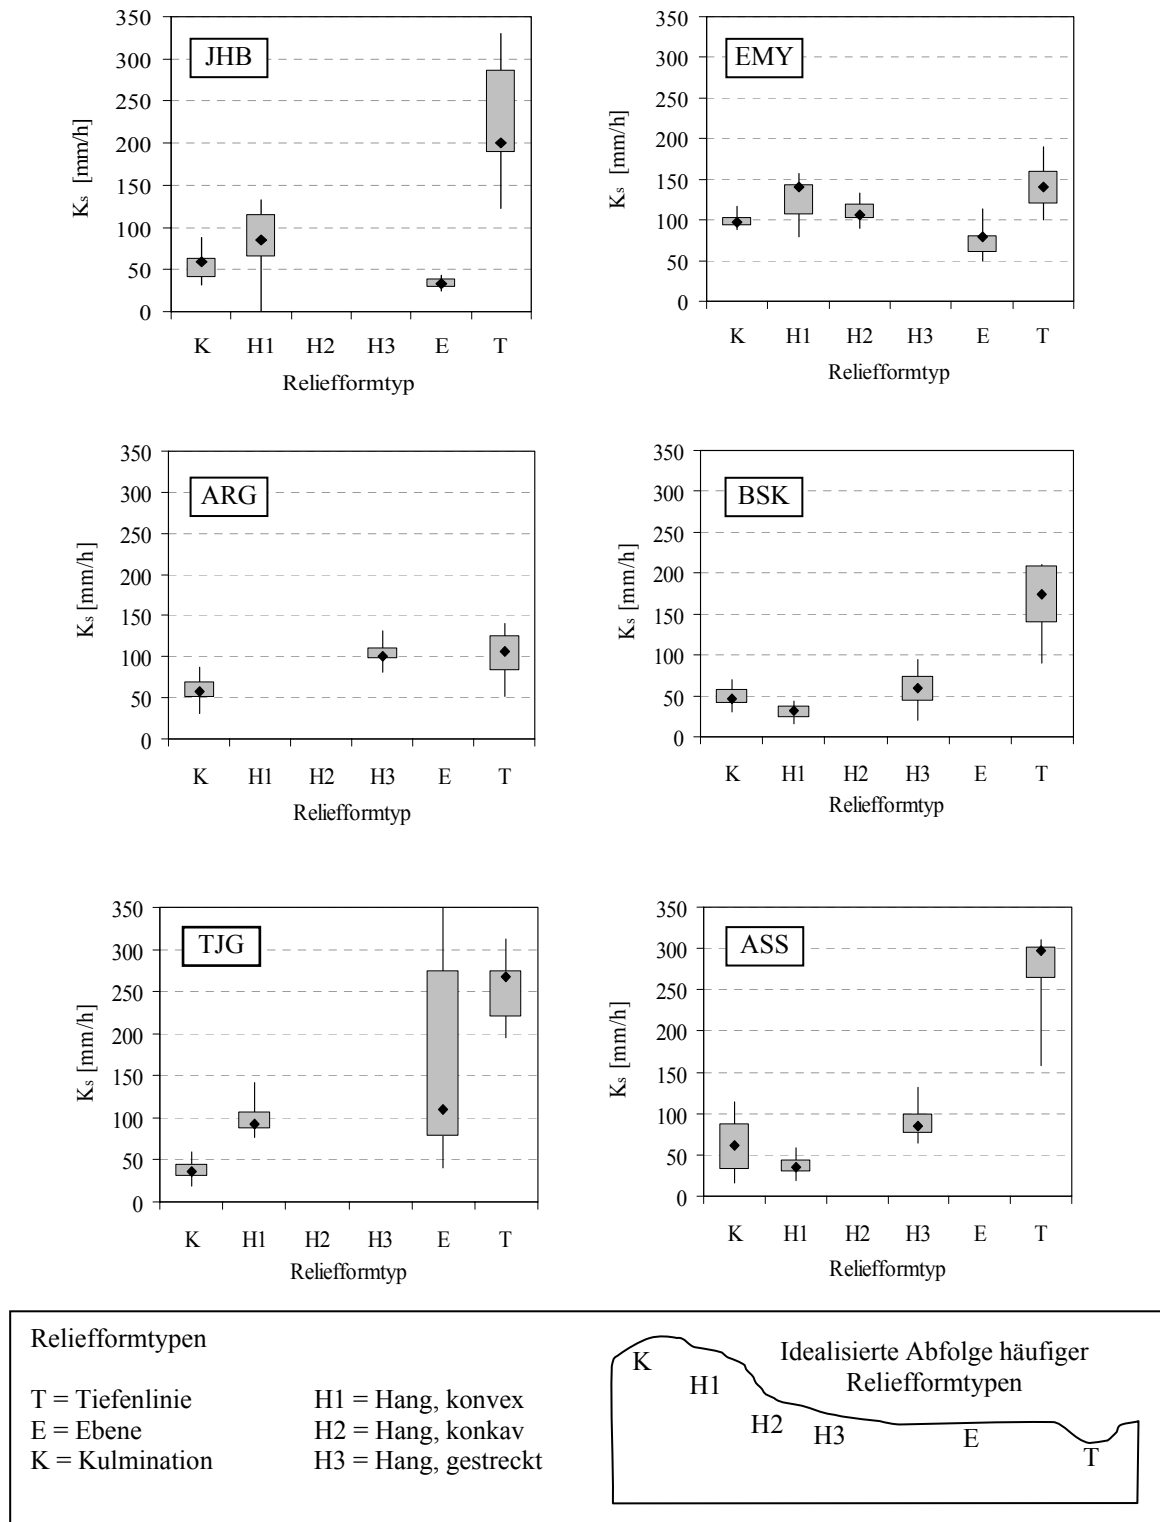 JHB
350
300
250
200
150
100
50
0
Ks [mm/h]
K H1 H2 H3 E T
Reliefformtyp
EMY
350
300
250
200
150
100
50
0
Ks [mm/h]
K H1 H2 H3 E T
Reliefformtyp
ARG
350
300
250
200
150
100
50
0
Ks [mm/h]
K H1 H2 H3 E T
Reliefformtyp
BSK
350
300
250
200
150
100
50
0
Ks [mm/h]
K H1 H2 H3 E T
Reliefformtyp
TJG
350
300
250
200
150
100
50
0
Ks [mm/h]
K H1 H2 H3 E T
Reliefformtyp
ASS
350
300
250
200
150
100
50
0
Ks [mm/h]
K H1 H2 H3 E T
Reliefformtyp
Reliefformtypen
T = Tiefenlinie
E = Ebene
K = Kulmination
H1 = Hang, konvex
H2 = Hang, konkav
H3 = Hang, gestreckt
Idealisierte Abfolge häufiger
Reliefformtypen
K
H1
H2
H3
E
T